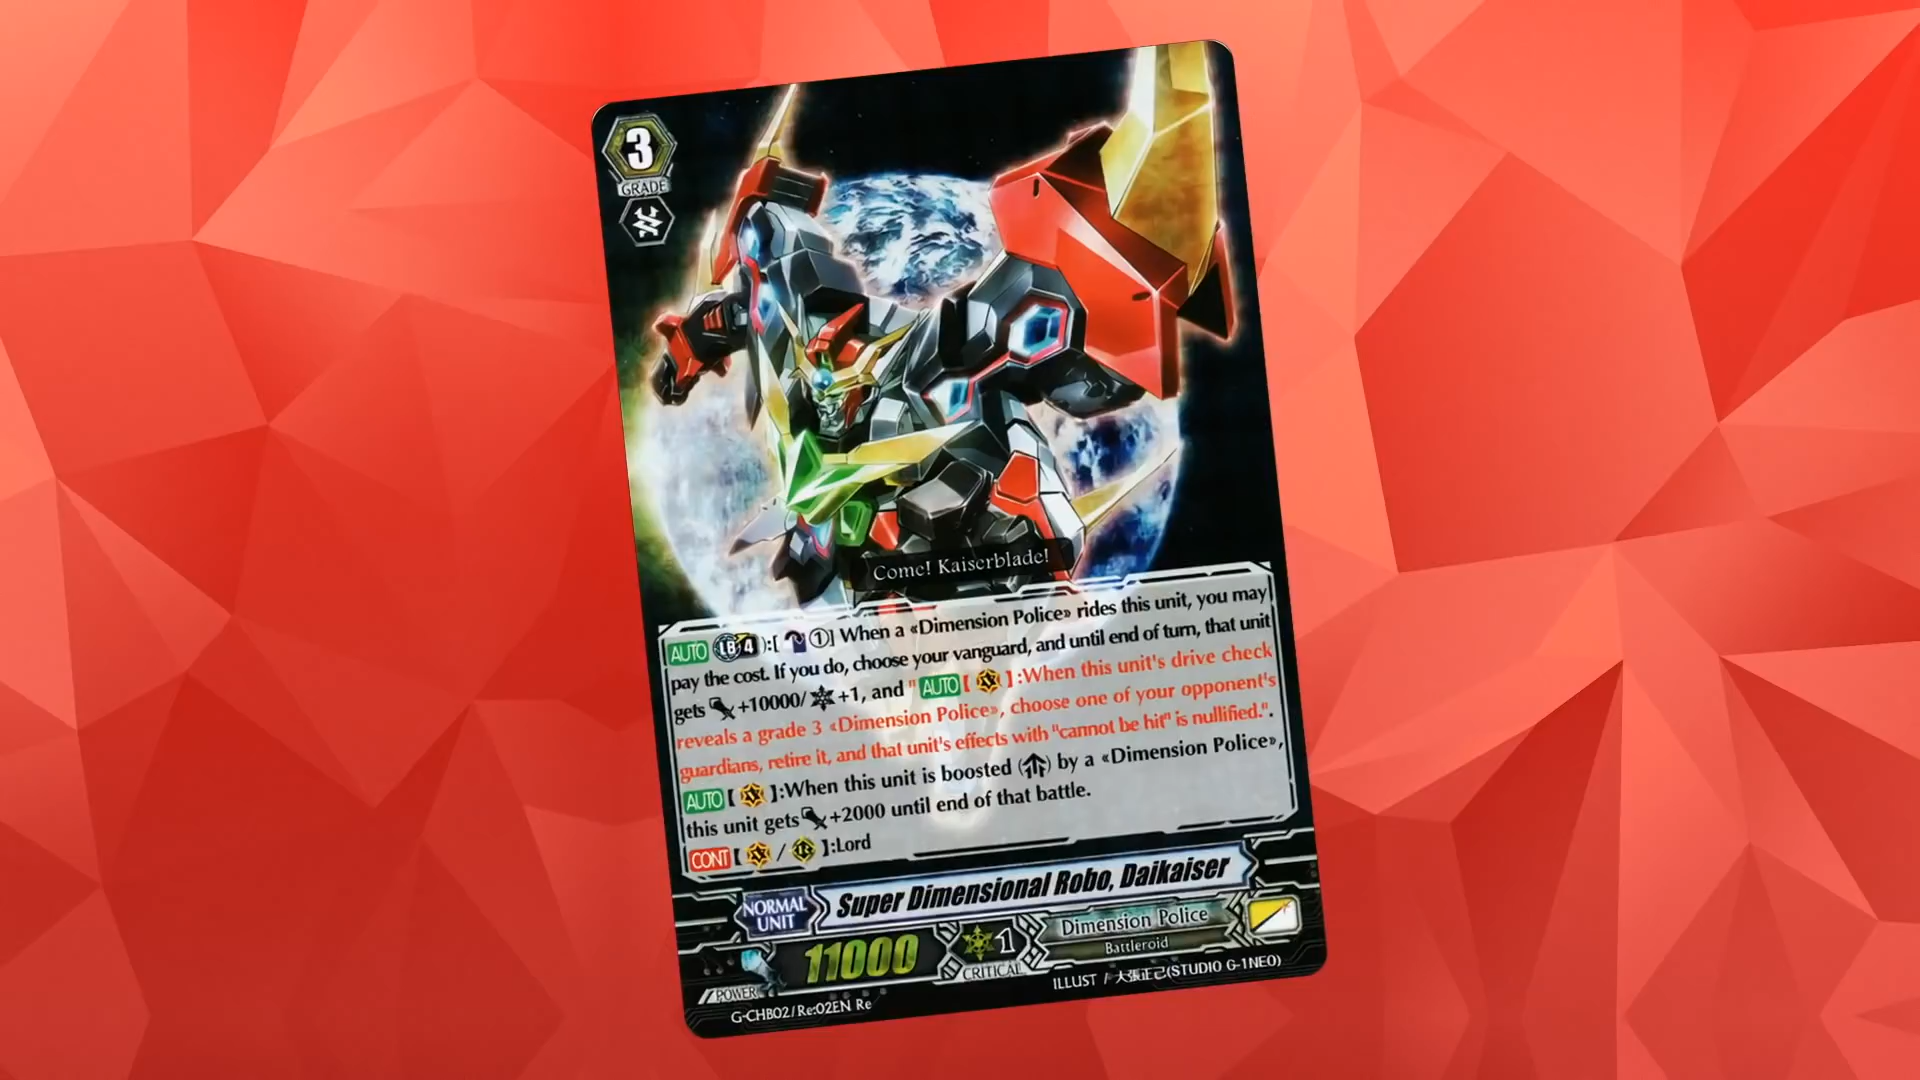 3
GRADE
Come! Kaiserblade!
AUTO (LB4):[ ①] When a «Dimension Police» rides this unit, you may
pay the cost. If you do, choose your vanguard, and until end of turn, that unit
gets +10000/ +1, and "AUTO【 】:When this unit's drive check
reveals a grade 3 «Dimension Police», choose one of your opponent's
guardians, retire it, and that unit's effects with "cannot be hit" is nullified.".
AUTO【 】:When this unit is boosted ( ) by a «Dimension Police»,
this unit gets +2000 until end of that battle.
CONT【 / 】:Lord
NORMAL UNIT
Super Dimensional Robo, Daikaiser
11000
POWER
1
CRITICAL
Dimension Police
Battleroid
G-CHB02/Re:02EN Re
ILLUST / 大張正己(STUDIO G-1NEO)